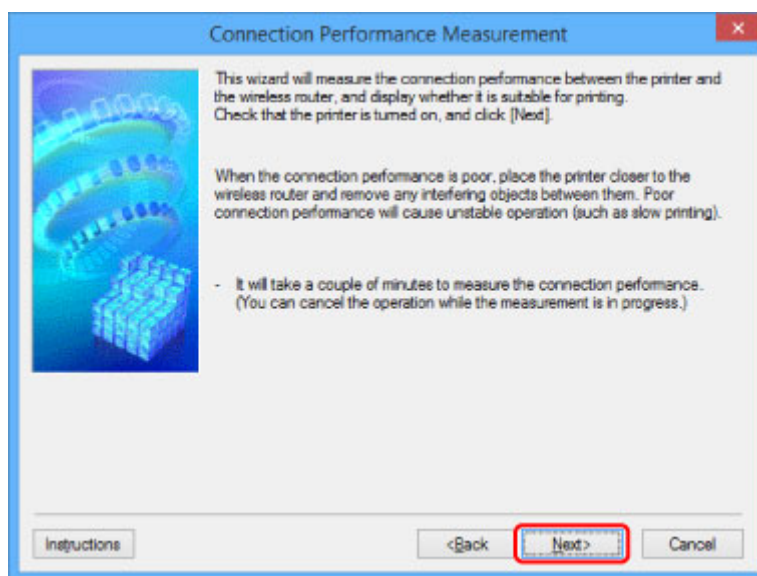 Connection Performance Measurement
This wizard will measure the connection performance between the printer and
the wireless router, and display whether it is suitable for printing.
Check that the printer is turned on, and click [Next].
When the connection performance is poor, place the printer closer to the
wireless router and remove any interfering objects between them. Poor
connection performance will cause unstable operation (such as slow printing).
- It will take a couple of minutes to measure the connection performance.
(You can cancel the operation while the measurement is in progress.)
Instructions
<Back
Next>
Cancel